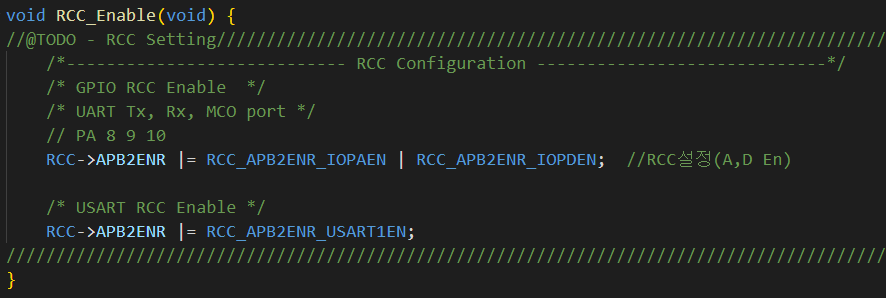 void RCC_Enable(void) {
//@TODO - RCC Setting////////////////////////////////////////////////////////////////////
/*---------------------------- RCC Configuration -----------------------------*/
/* GPIO RCC Enable  */
/* UART Tx, Rx, MCO port */
// PA 8 9 10
RCC->APB2ENR |= RCC_APB2ENR_IOPAEN | RCC_APB2ENR_IOPDEN;  //RCC설정(A,D En)
/* USART RCC Enable */
RCC->APB2ENR |= RCC_APB2ENR_USART1EN;
/////////////////////////////////////////////////////////////////////////////////////////
}